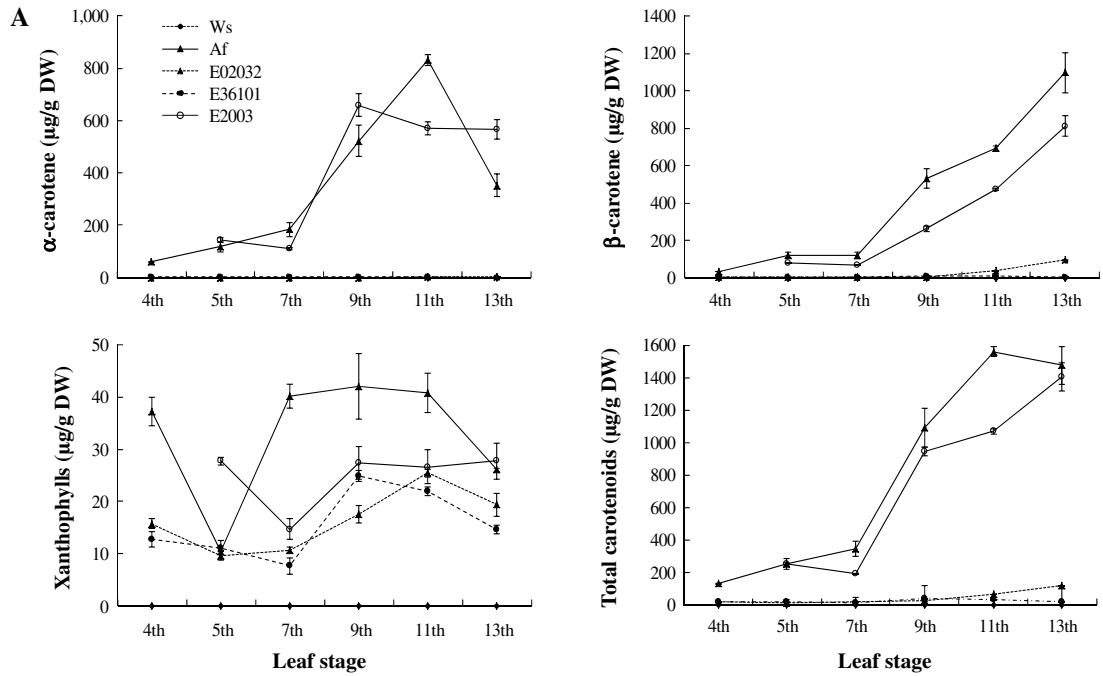 A
Ws
Af
E02032
E36101
E2003
α-carotene (µg/g DW)
1,000
800
600
400
200
0
4th 5th 7th 9th 11th 13th
β-carotene (µg/g DW)
1400
1200
1000
800
600
400
200
0
4th 5th 7th 9th 11th 13th
Xanthophylls (µg/g DW)
50
40
30
20
10
0
4th 5th 7th 9th 11th 13th
Leaf stage
Total carotenoids (µg/g DW)
1600
1400
1200
1000
800
600
400
200
0
4th 5th 7th 9th 11th 13th
Leaf stage